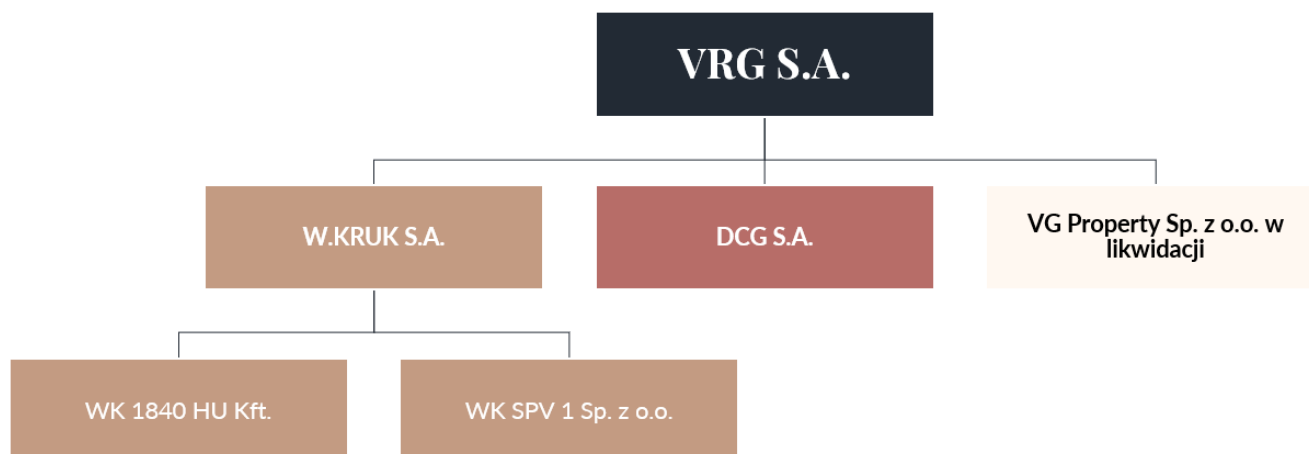 VRG S.A.
W.KRUK S.A.
DCG S.A.
VG Property Sp. z o.o. w
likwidacji
WK 1840 HU Kft.
WK SPV 1 Sp. z o.o.